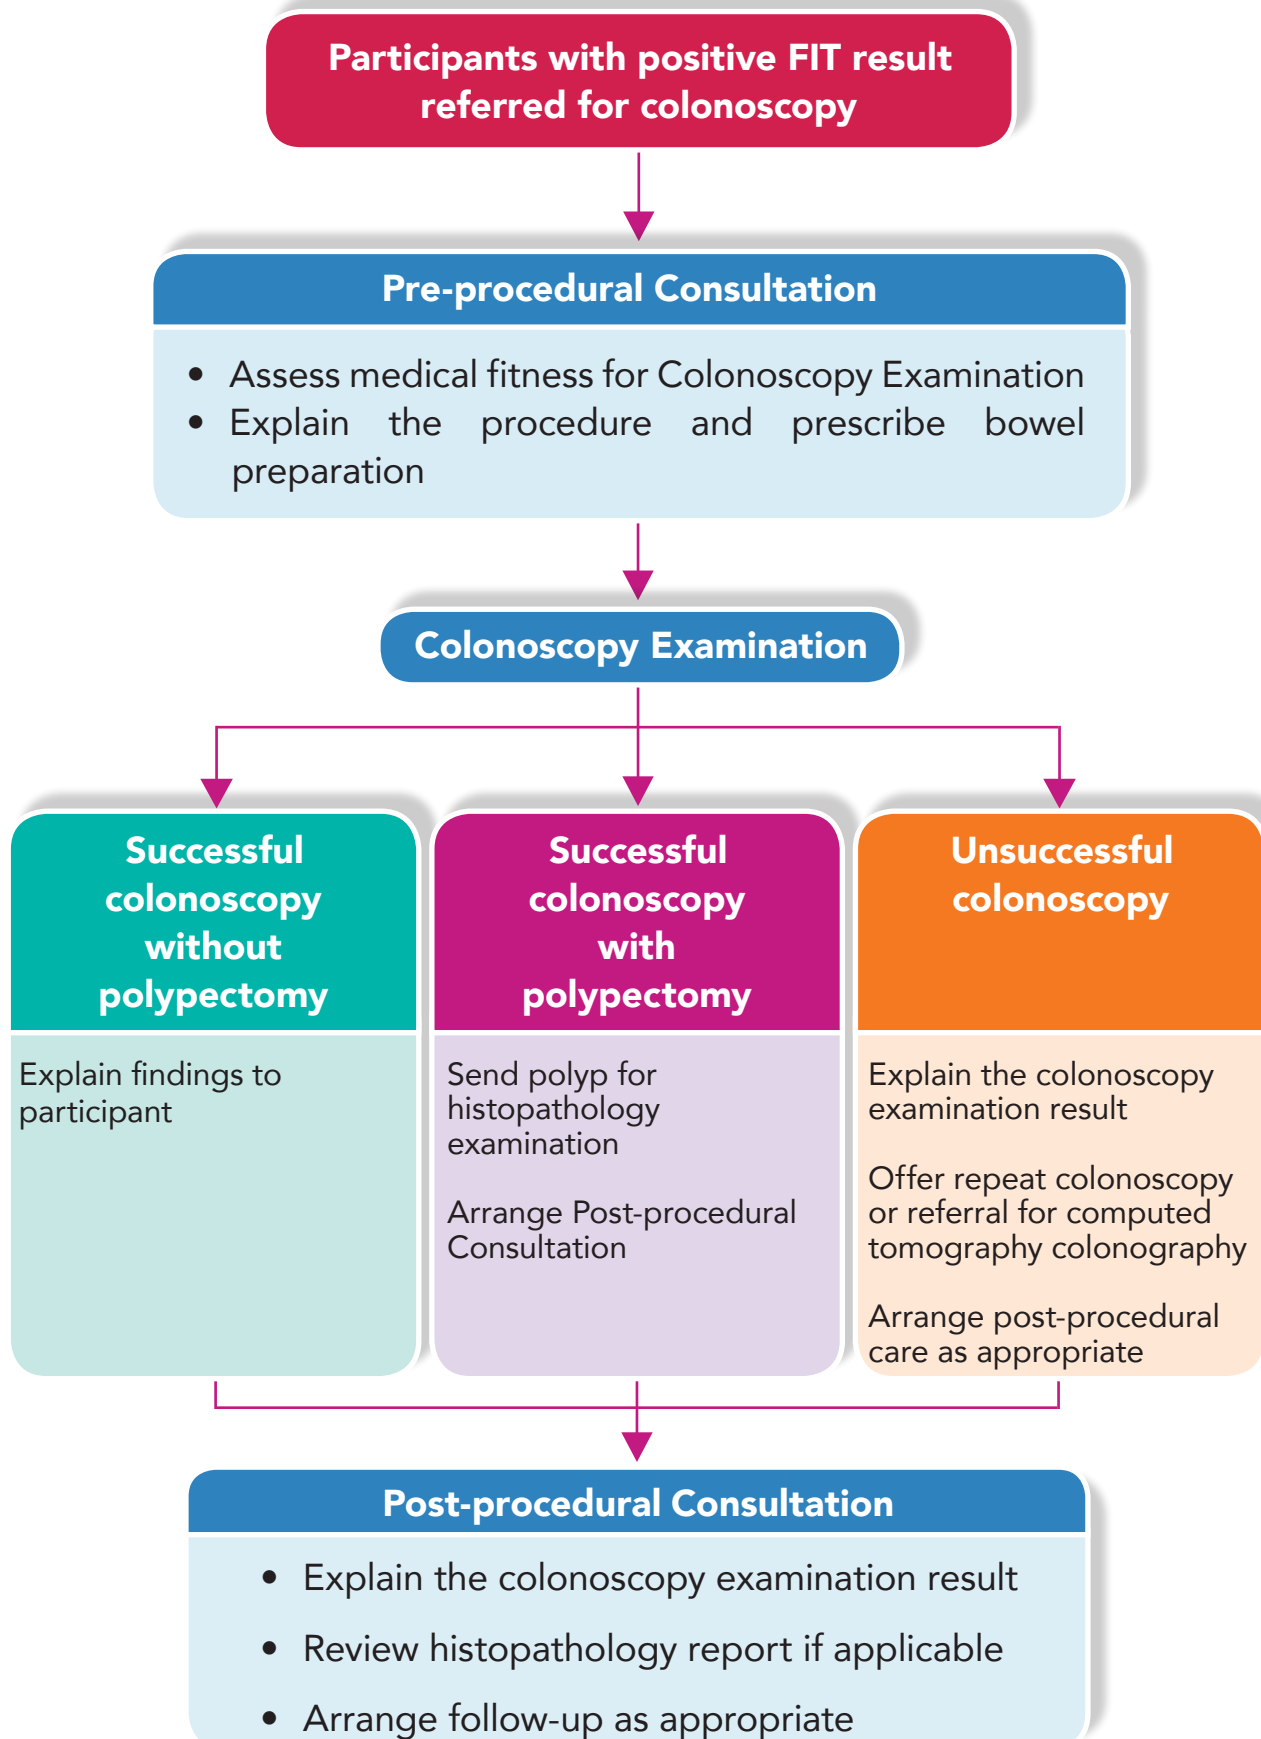 Participants with positive FIT result
referred for colonoscopy
Pre-procedural Consultation
• Assess medical fitness for Colonoscopy Examination
• Explain the procedure and prescribe bowel
preparation
Colonoscopy Examination
Successful
colonoscopy
without
polypectomy
Explain findings to
participant
Successful
colonoscopy
with
polypectomy
Send polyp for
histopathology
examination
Arrange Post-procedural
Consultation
Unsuccessful
colonoscopy
Explain the colonoscopy
examination result
Offer repeat colonoscopy
or referral for computed
tomography colonography
Arrange post-procedural
care as appropriate
Post-procedural Consultation
• Explain the colonoscopy examination result
• Review histopathology report if applicable
• Arrange follow-up as appropriate